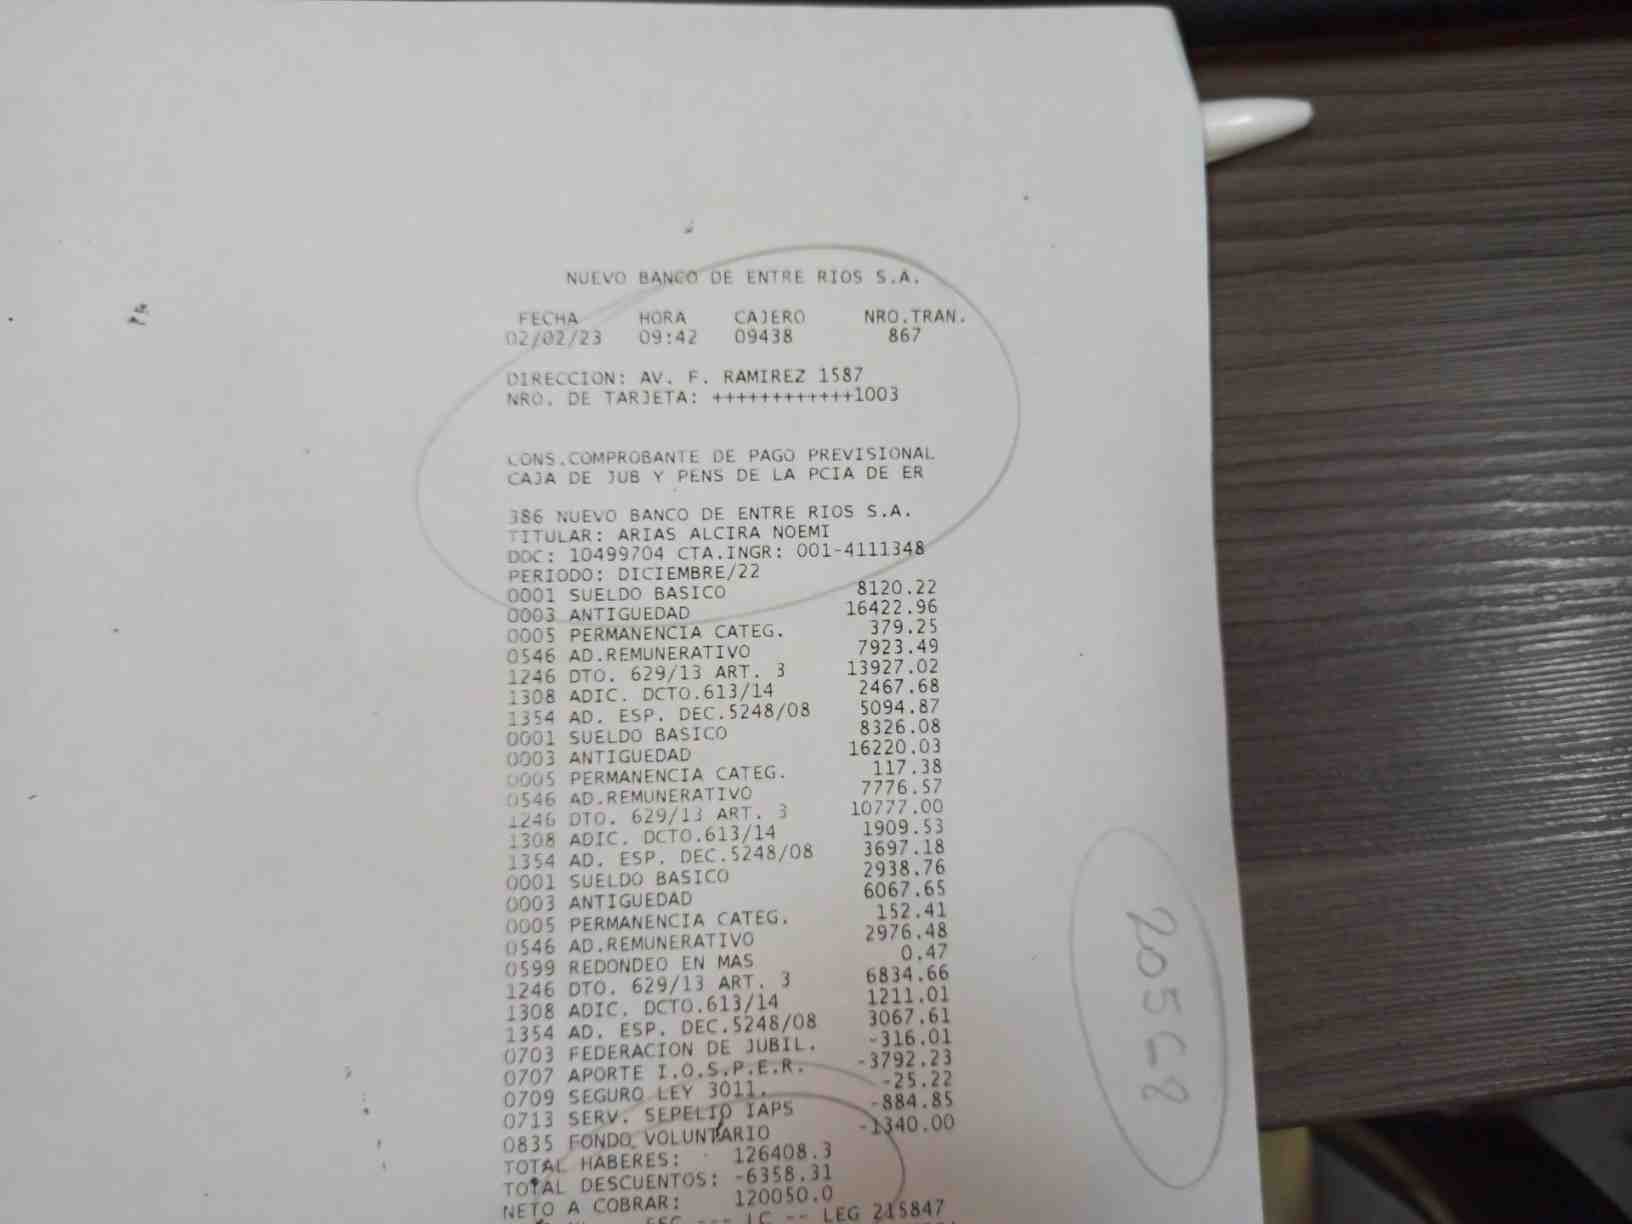 NUEVO BANCO DE ENTRE RIOS S.A.
FECHA HORA CAJERO NRO.TRAN.
02/02/23 09:42 09438 867
DIRECCION: AV. F. RAMIREZ 1587
NRO. DE TARJETA: ++++++++++++1003
CONS.COMPROBANTE DE PAGO PREVISIONAL
CAJA DE JUB Y PENS DE LA PCIA DE ER
386 NUEVO BANCO DE ENTRE RIOS S.A.
TITULAR: ARIAS ALCIRA NOEMI
DOC: 10499704 CTA.INGR: 001-4111348
PERIODO: DICIEMBRE/22
0001 SUELDO BASICO 8120.22
0003 ANTIGUEDAD 16422.96
0005 PERMANENCIA CATEG. 379.25
0546 AD.REMUNERATIVO 7923.49
1246 DTO. 629/13 ART. 3 13927.02
1308 ADIC. DCTO.613/14 2467.68
1354 AD. ESP. DEC.5248/08 5094.87
0001 SUELDO BASICO 8326.08
0003 ANTIGUEDAD 16220.03
0005 PERMANENCIA CATEG. 117.38
0546 AD.REMUNERATIVO 7776.57
1246 DTO. 629/13 ART. 3 10777.00
1308 ADIC. DCTO.613/14 1909.53
1354 AD. ESP. DEC.5248/08 3697.18
0001 SUELDO BASICO 2938.76
0003 ANTIGUEDAD 6067.65
0005 PERMANENCIA CATEG. 152.41
0546 AD.REMUNERATIVO 2976.48
0599 REDONDEO EN MAS 0.47
1246 DTO. 629/13 ART. 3 6834.66
1308 ADIC. DCTO.613/14 1211.01
1354 AD. ESP. DEC.5248/08 3067.61
0703 FEDERACION DE JUBIL. -316.01
0707 APORTE I.O.S.P.E.R. -3792.23
0709 SEGURO LEY 3011. -25.22
0713 SERV. SEPELIO IAPS -884.85
0835 FONDO VOLUNTARIO -1340.00
TOTAL HABERES: 126408.3
TOTAL DESCUENTOS: -6358.31
NETO A COBRAR: 120050.0
LC -- LEG 215847